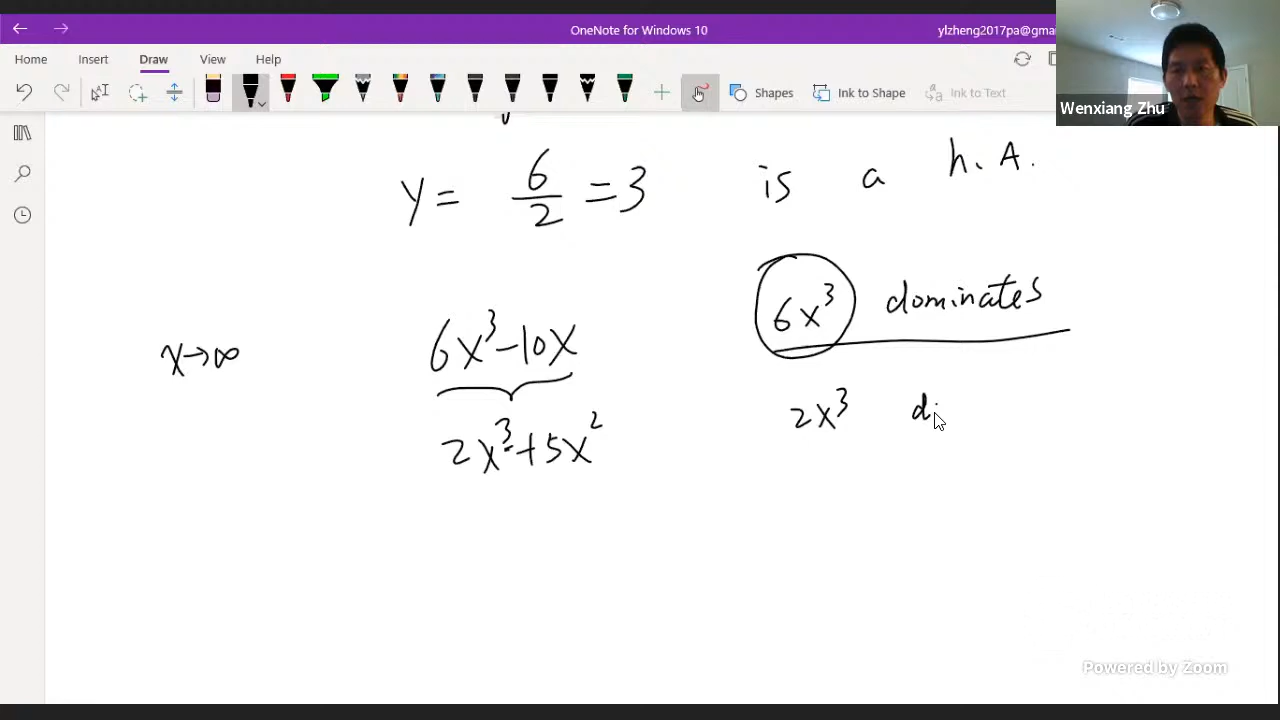 OneNote for Windows 10
ylzheng2017pa@gma
Home Insert Draw View Help
Shapes Ink to Shape Ink to Text
Wenxiang Zhu
y = 6/2 = 3 is a h.A.
6x³ dominates
x→∞ 6x³-10x
2x³ d
2x³+5x²
Powered by Zoom